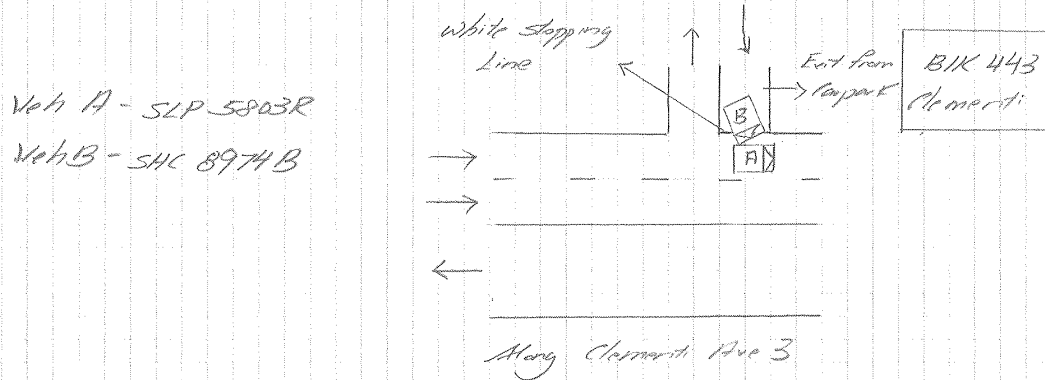 White stopping
Line
Exit from
Carpark
Blk 443
Clementi
Veh A - SLP 5803R
Veh B - SHC 8974B
B
A
Along Clementi Ave 3